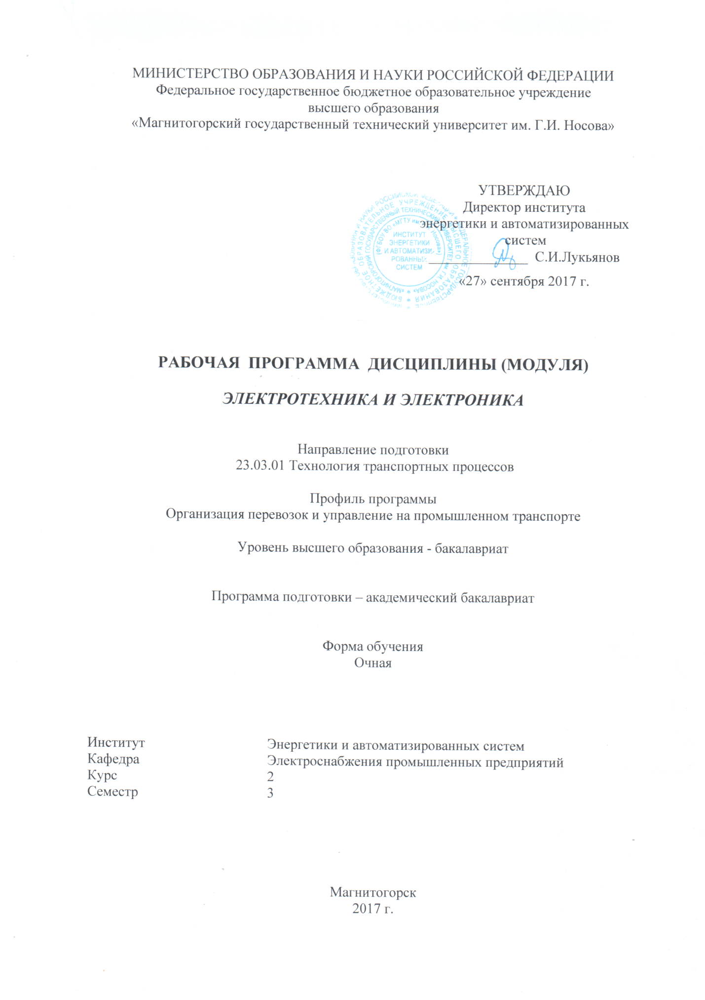 МИНИСТЕРСТВО ОБРАЗОВАНИЯ И НАУКИ РОССИЙСКОЙ ФЕДЕРАЦИИ
Федеральное государственное бюджетное образовательное учреждение
высшего образования
«Магнитогорский государственный технический университет им. Г.И. Носова»
УТВЕРЖДАЮ
Директор института
энергетики и автоматизированных
систем
С.И.Лукьянов
«27» сентября 2017 г.
ИНСТИТУТ
ЭНЕРГЕТИКИ
И АВТОМАТИЗИ-
РОВАННЫХ
СИСТЕМ
РАБОЧАЯ ПРОГРАММА ДИСЦИПЛИНЫ (МОДУЛЯ)
ЭЛЕКТРОТЕХНИКА И ЭЛЕКТРОНИКА
Направление подготовки
23.03.01 Технология транспортных процессов
Профиль программы
Организация перевозок и управление на промышленном транспорте
Уровень высшего образования - бакалавриат
Программа подготовки – академический бакалавриат
Форма обучения
Очная
Институт Энергетики и автоматизированных систем
Кафедра Электроснабжения промышленных предприятий
Курс 2
Семестр 3
Магнитогорск
2017 г.